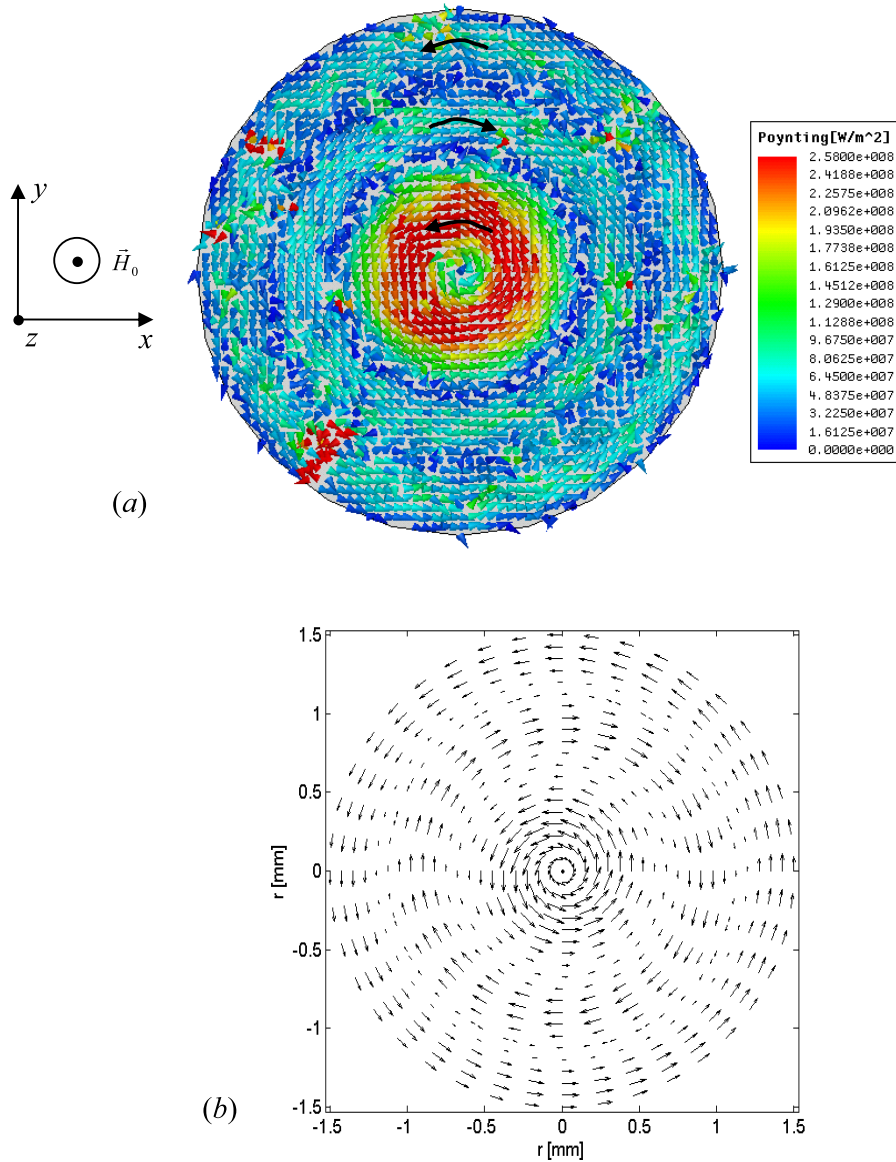 Poynting[W/m^2]
2.5800e+008
2.4188e+008
2.2575e+008
2.0962e+008
1.9350e+008
1.7738e+008
1.6125e+008
1.4512e+008
1.2900e+008
1.1288e+008
9.6750e+007
8.0625e+007
6.4500e+007
4.8375e+007
3.2250e+007
1.6125e+007
0.0000e+000
y
H⃗₀
z
x
(a)
1.5
1
0.5
0
-0.5
-1
-1.5
r [mm]
-1.5 -1 -0.5 0 0.5 1 1.5
r [mm]
(b)